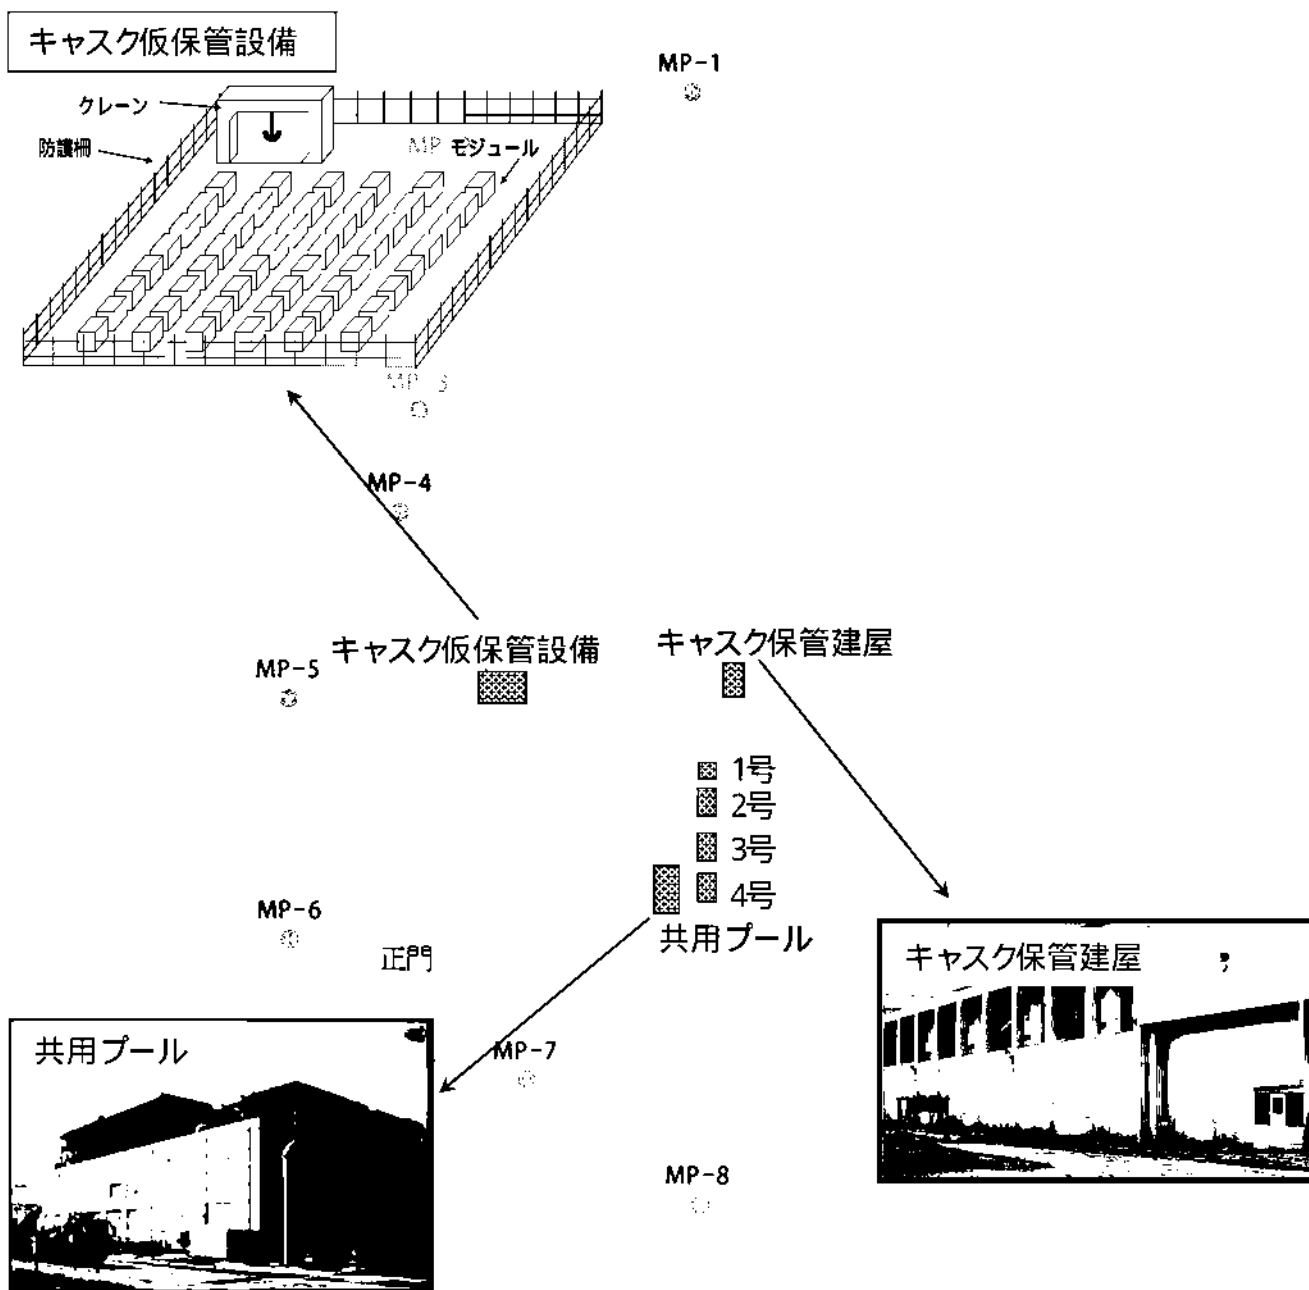 キャスク仮保管設備
MP-1
クレーン
防護柵
MP
モジュール
MP-3
MP-4
キャスク仮保管設備
キャスク保管建屋
MP-5
1号
2号
3号
4号
MP-6
正門
共用プール
キャスク保管建屋
共用プール
MP-7
MP-8